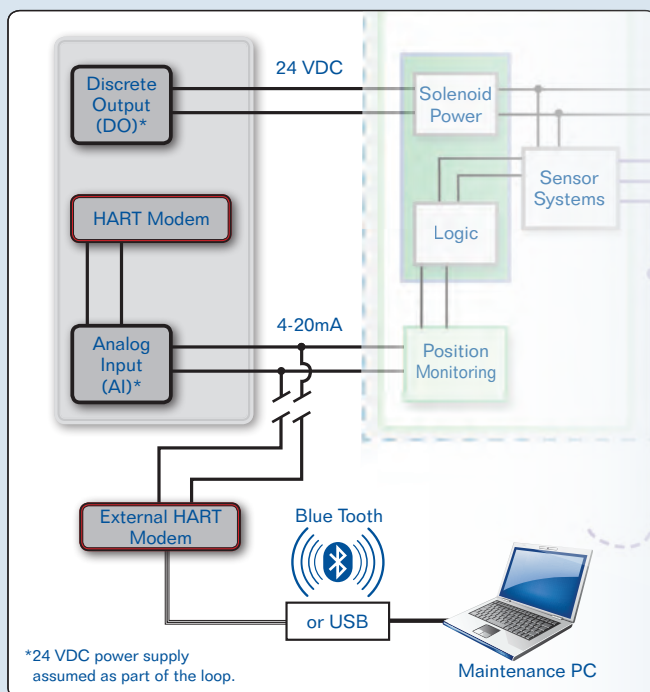 24 VDC
Discrete
Output
(DO)*
Solenoid
Power
Sensor
Systems
HART Modem
Logic
4-20mA
Analog
Input
(AI)*
Position
Monitoring
External HART
Modem
Blue Tooth
or USB
*24 VDC power supply
assumed as part of the loop.
Maintenance PC